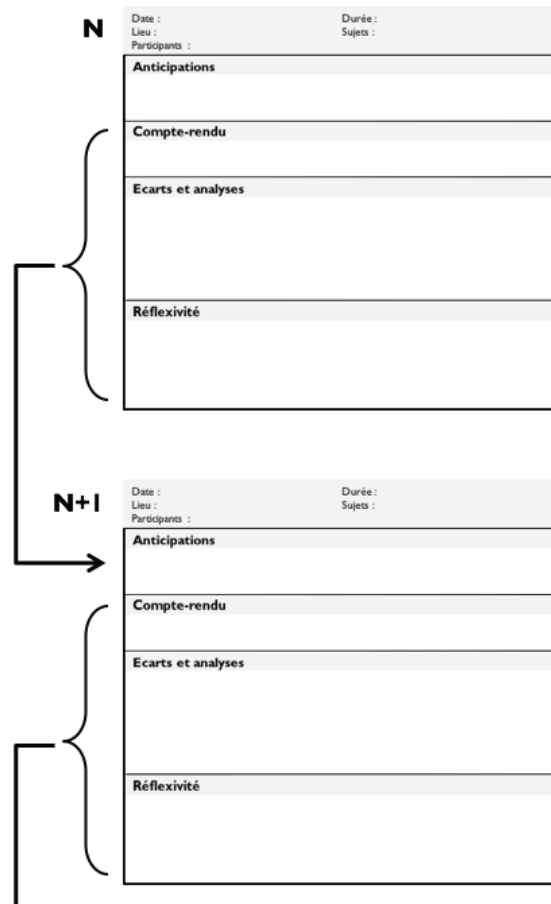 N
Date : Durée :
Lieu : Sujets :
Participants :
Anticipations
Compte-rendu
Ecarts et analyses
Réflexivité
N+1
Date : Durée :
Lieu : Sujets :
Participants :
Anticipations
Compte-rendu
Ecarts et analyses
Réflexivité